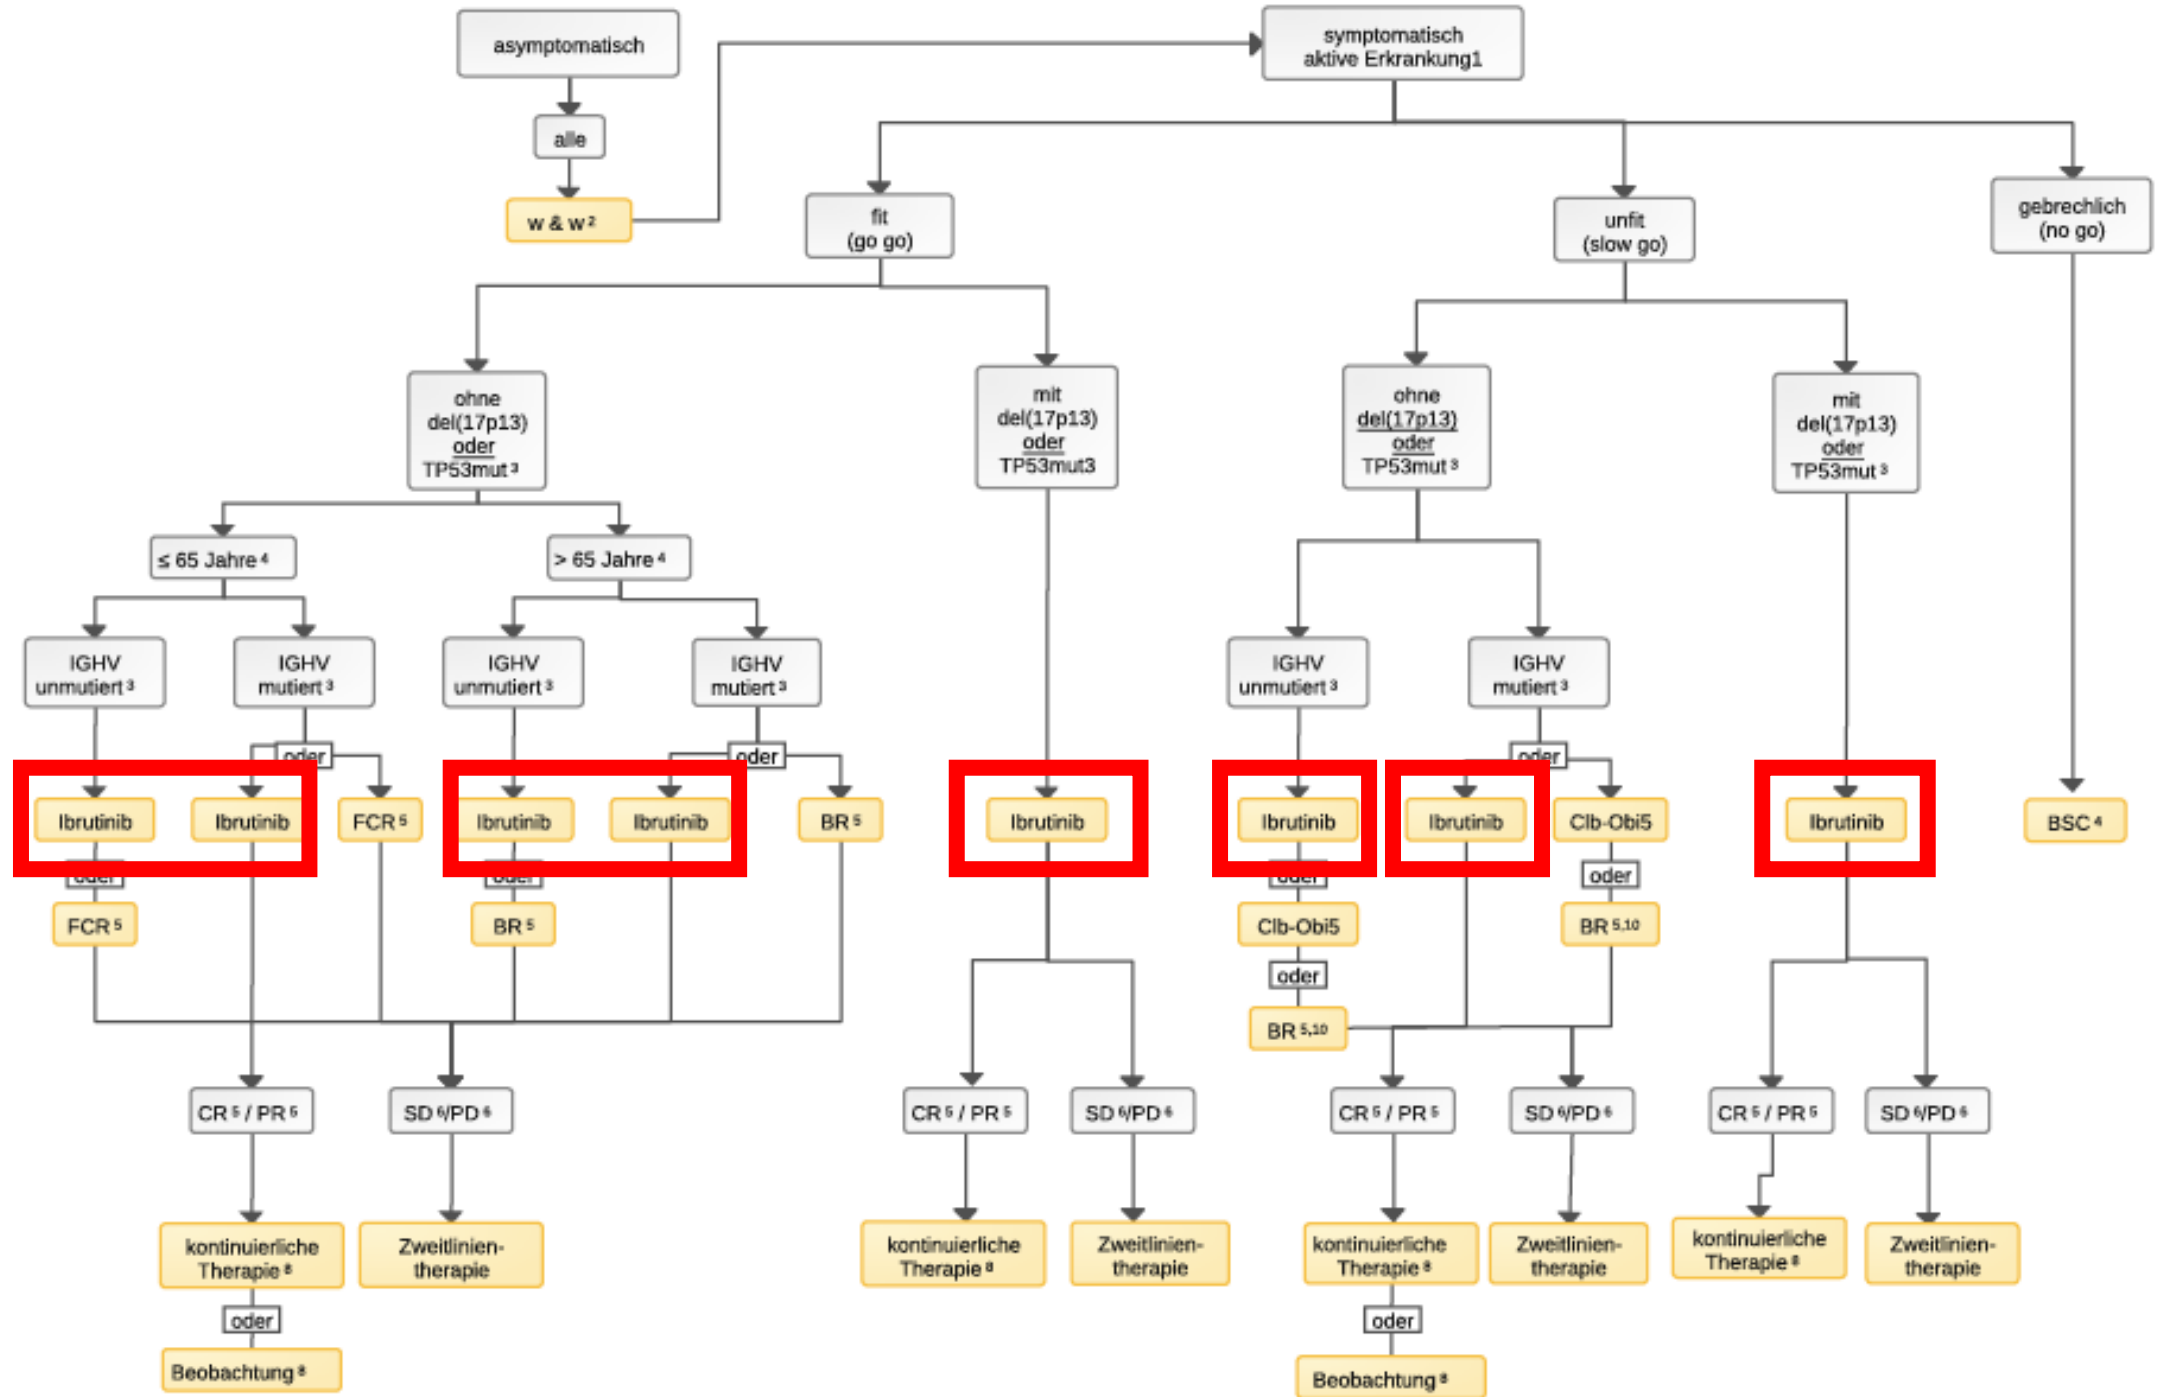 asymptomatisch
symptomatisch
aktive Erkrankung1
alle
w & w ²
fit
(go go)
unfit
(slow go)
gebrechlich
(no go)
ohne
del(17p13)
oder
TP53mut ³
mit
del(17p13)
oder
TP53mut3
ohne
del(17p13)
oder
TP53mut ³
mit
del(17p13)
oder
TP53mut ³
≤ 65 Jahre ⁴
> 65 Jahre ⁴
IGHV
unmutiert ³
IGHV
mutiert ³
IGHV
unmutiert ³
IGHV
mutiert ³
IGHV
unmutiert ³
IGHV
mutiert ³
oder
oder
oder
Ibrutinib
Ibrutinib
FCR ⁵
Ibrutinib
Ibrutinib
BR ⁵
Ibrutinib
Ibrutinib
Ibrutinib
Clb-Obi5
Ibrutinib
BSC ⁴
oder
oder
oder
oder
FCR ⁵
BR ⁵
Clb-Obi5
BR ⁵,¹⁰
oder
BR ⁵,¹⁰
CR ⁵ / PR ⁵
SD ⁶/PD ⁶
CR ⁵ / PR ⁵
SD ⁶/PD ⁶
CR ⁵ / PR ⁵
SD ⁶/PD ⁶
CR ⁵ / PR ⁵
SD ⁶/PD ⁶
kontinuierliche
Therapie ⁸
Zweitlinien-
therapie
kontinuierliche
Therapie ⁸
Zweitlinien-
therapie
kontinuierliche
Therapie ⁸
Zweitlinien-
therapie
kontinuierliche
Therapie ⁸
Zweitlinien-
therapie
oder
oder
Beobachtung ⁸
Beobachtung ⁸